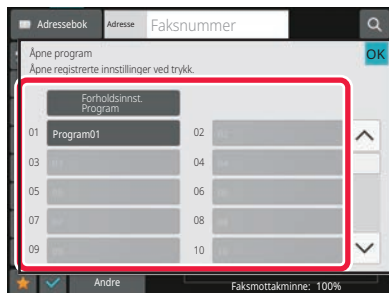 Adressebok Adresse Faksnummer
Åpne program
OK
Åpne registrerte innstillinger ved trykk.
Forholdsinnst.
Program
01 Program01 02
03 04
05 06
07 08
09 10
Andre Faksmottakminne: 100%